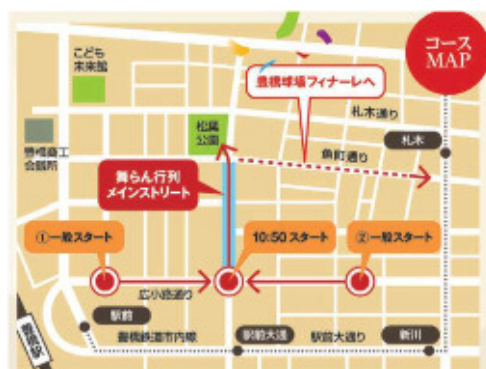 コース
MAP
こども
未来館
豊橋球場フィナーレへ
札木通り
松葉
公園
札木
魚町通り
豊橋商工
会議所
舞らん行列
メインストリート
①一般スタート
10:50 スタート
②一般スタート
広小路通り
駅前
豊橋鉄道市内線
駅前大通
駅前大通り
新川
豊橋駅